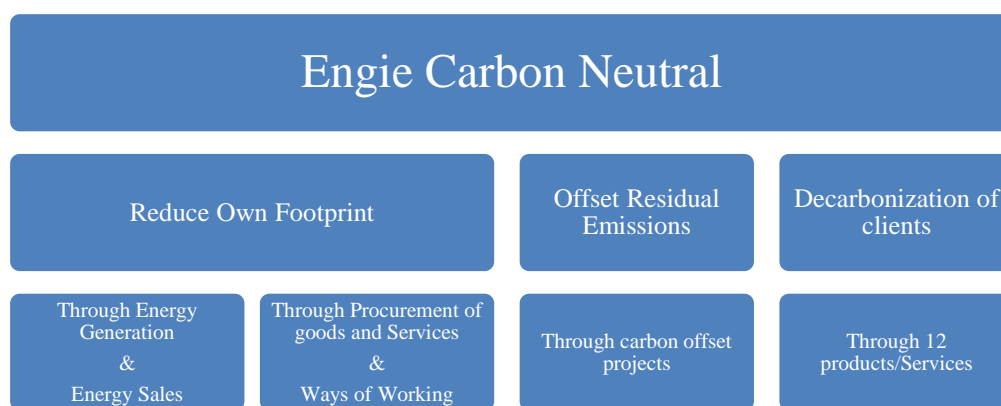 Engie Carbon Neutral
Reduce Own Footprint
Offset Residual
Emissions
Decarbonization of
clients
Through Energy
Generation
&
Energy Sales
Through Procurement of
goods and Services
&
Ways of Working
Through carbon offset
projects
Through 12
products/Services